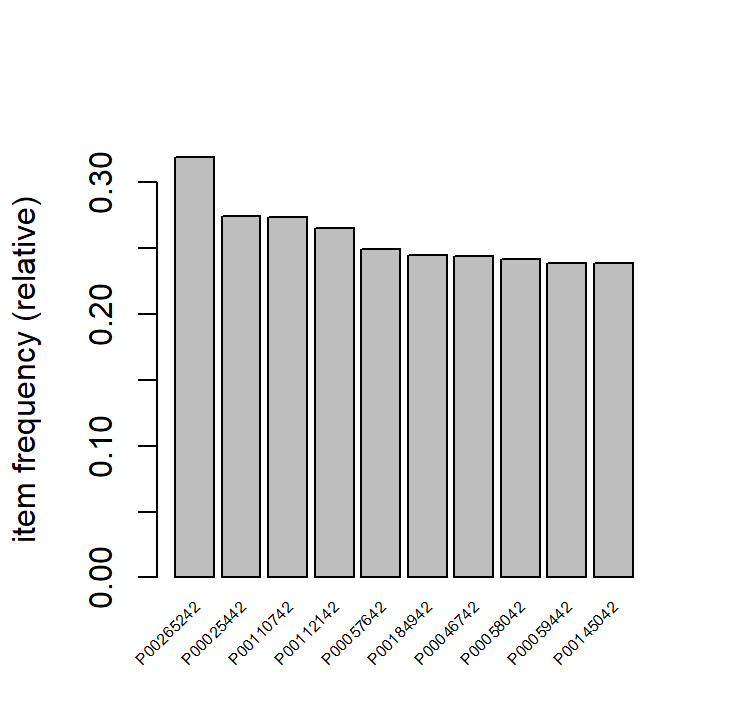 item frequency (relative)
0.30
0.20
0.10
0.00
P00265242
P00025442
P00110742
P00112142
P00057642
P00184942
P00046742
P00058042
P00059442
P00145042